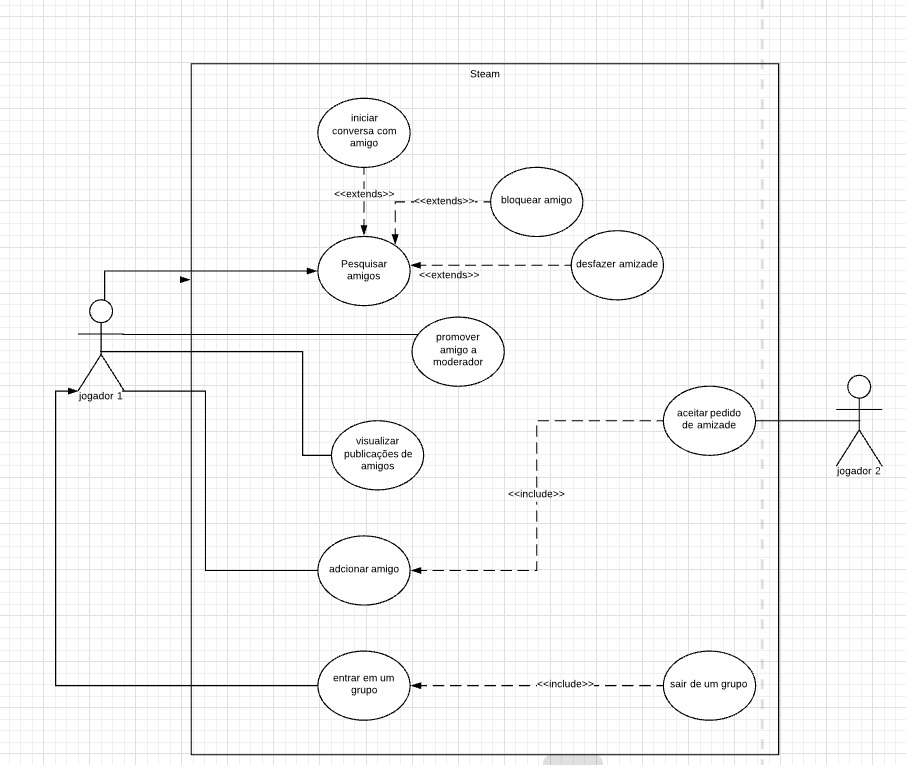 Steam
iniciar
conversa com
amigo
<<extends>>
<<extends>>
bloquear amigo
Pesquisar
amigos
<<extends>>
desfazer amizade
promover
amigo a
moderador
jogador 1
aceitar pedido
de amizade
jogador 2
visualizar
publicações de
amigos
<<include>>
adcionar amigo
entrar em um
grupo
<<include>>
sair de um grupo